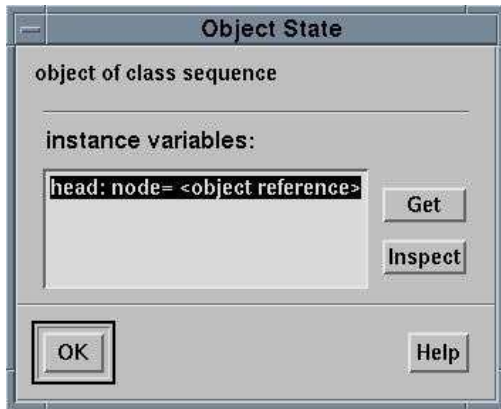 Object State
object of class sequence
instance variables:
head: node= <object reference>
Get
Inspect
OK
Help